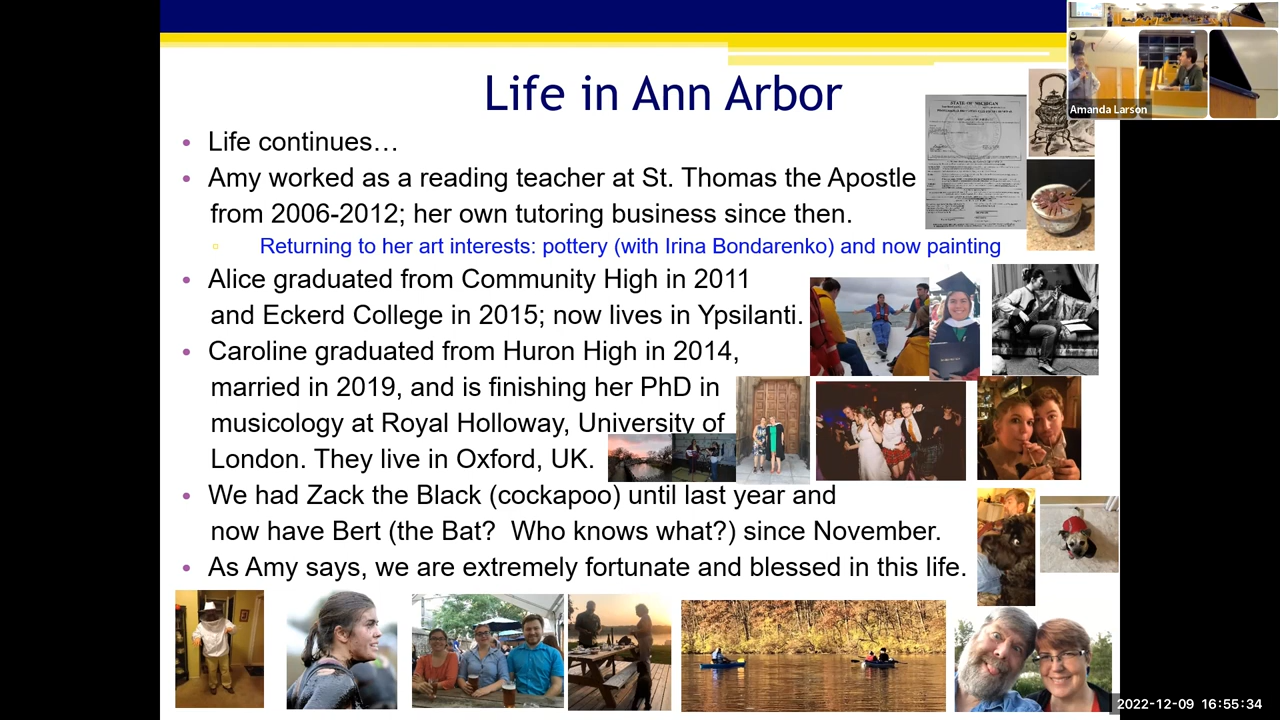 Life in Ann Arbor
Amanda Larson
STATE OF MICHIGAN
• Life continues…
• Amy worked as a reading teacher at St. Thomas the Apostle
from 2006-2012; her own tutoring business since then.
Returning to her art interests: pottery (with Irina Bondarenko) and now painting
• Alice graduated from Community High in 2011
and Eckerd College in 2015; now lives in Ypsilanti.
• Caroline graduated from Huron High in 2014,
married in 2019, and is finishing her PhD in
musicology at Royal Holloway, University of
London. They live in Oxford, UK.
• We had Zack the Black (cockapoo) until last year and
now have Bert (the Bat? Who knows what?) since November.
• As Amy says, we are extremely fortunate and blessed in this life.
2022-12-09 16:55:34